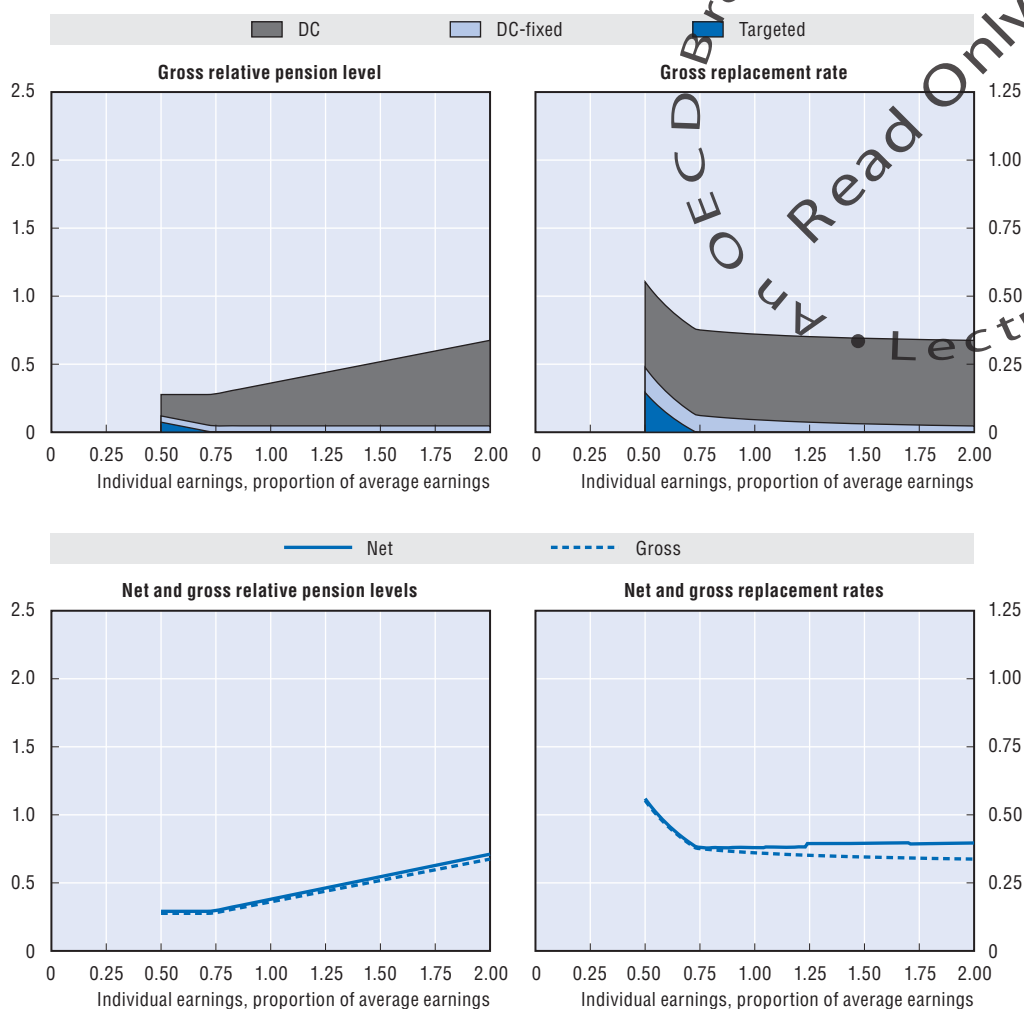 DC DC-fixed Targeted
Gross relative pension level
2.5
2.0
1.5
1.0
0.5
0
0 0.25 0.50 0.75 1.00 1.25 1.50 1.75 2.00
Individual earnings, proportion of average earnings
Gross replacement rate
1.25
1.00
0.75
0.50
0.25
0
0 0.25 0.50 0.75 1.00 1.25 1.50 1.75 2.00
Individual earnings, proportion of average earnings
An OECD
Read Only
Net Gross
Net and gross relative pension levels
2.5
2.0
1.5
1.0
0.5
0
0 0.25 0.50 0.75 1.00 1.25 1.50 1.75 2.00
Individual earnings, proportion of average earnings
Net and gross replacement rates
1.25
1.00
0.75
0.50
0.25
0
0 0.25 0.50 0.75 1.00 1.25 1.50 1.75 2.00
Individual earnings, proportion of average earnings